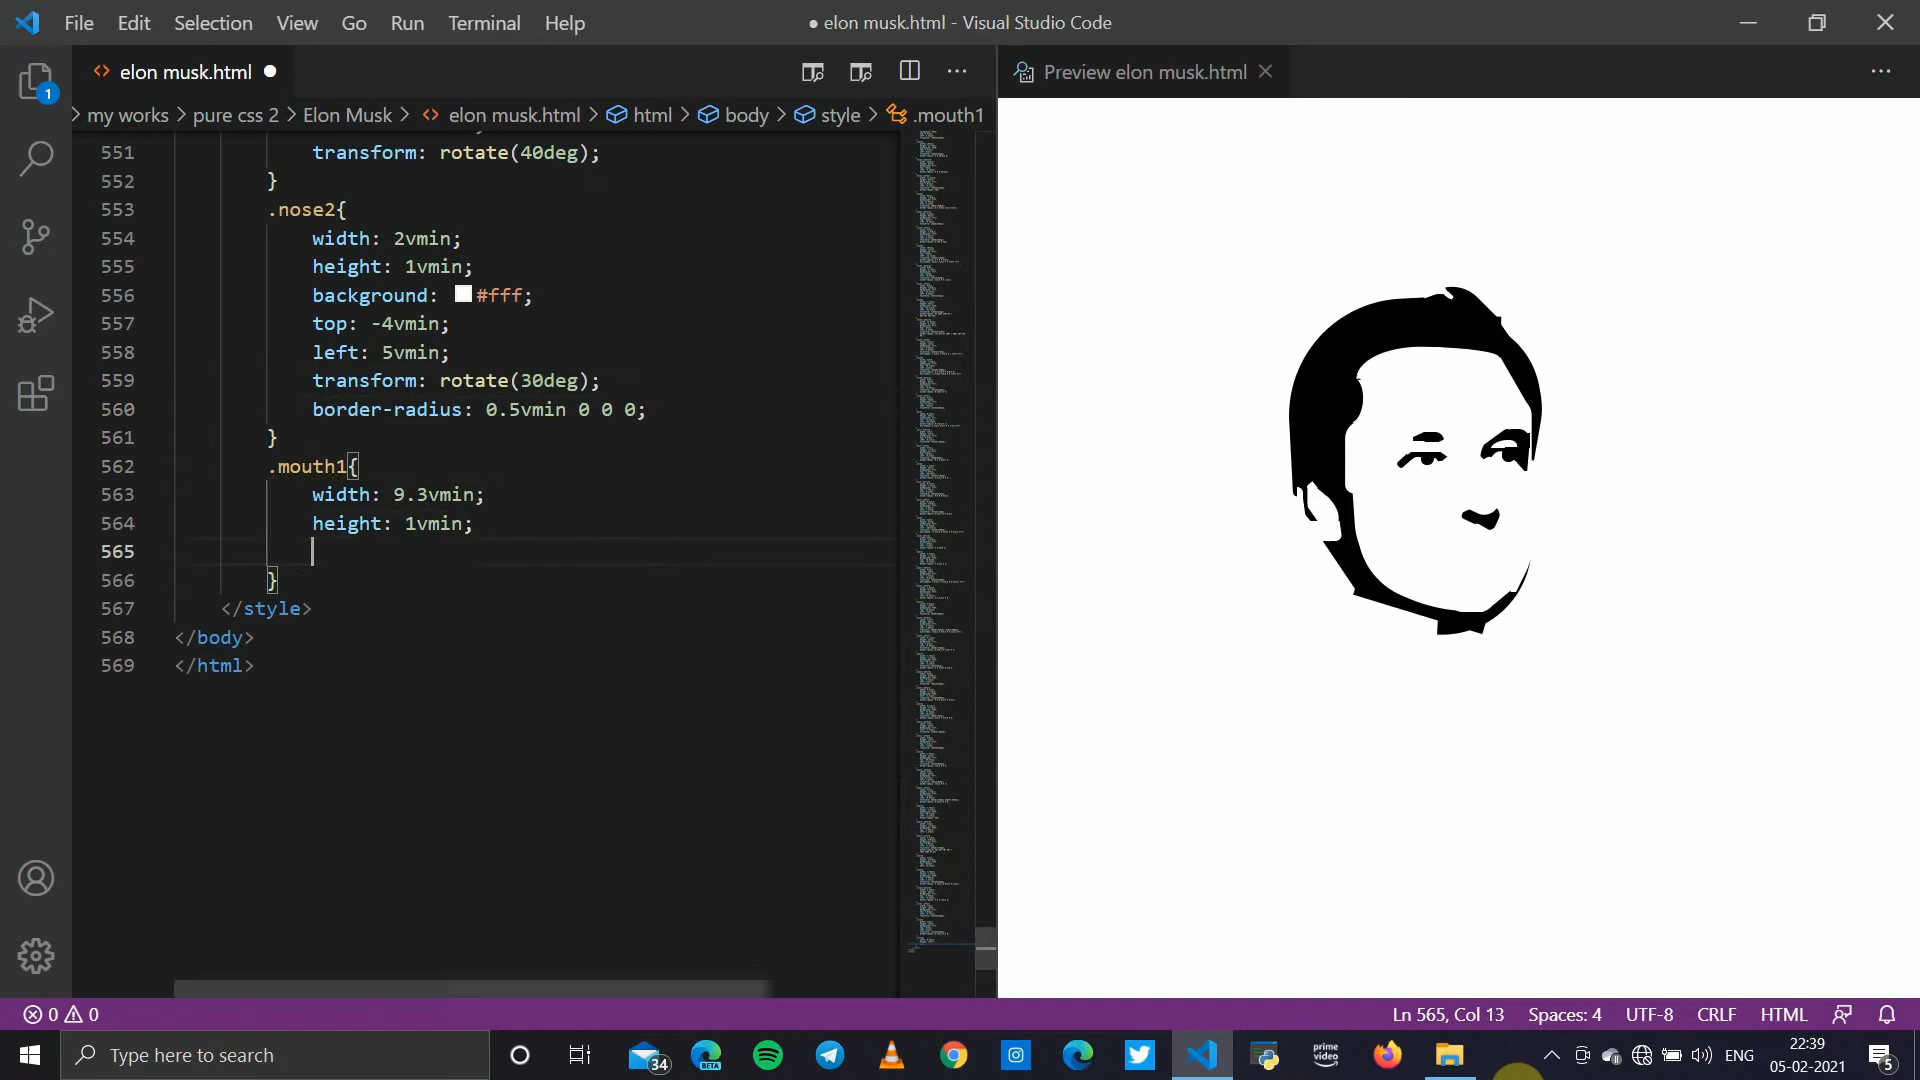 File Edit Selection View Go Run Terminal Help ● elon musk.html - Visual Studio Code
elon musk.html
Preview elon musk.html
1
my works > pure css 2 > Elon Musk > elon musk.html > html > body > style > .mouth1
551 transform: rotate(40deg);
552 }
553 .nose2{
554 width: 2vmin;
555 height: 1vmin;
556 background: #fff;
557 top: -4vmin;
558 left: 5vmin;
559 transform: rotate(30deg);
560 border-radius: 0.5vmin 0 0 0;
561 }
562 .mouth1{
563 width: 9.3vmin;
564 height: 1vmin;
565
566 }
567 </style>
568 </body>
569 </html>
0 0 Ln 565, Col 13 Spaces: 4 UTF-8 CRLF HTML
Type here to search
34
BETA
prime video
ENG
22:39
05-02-2021
5